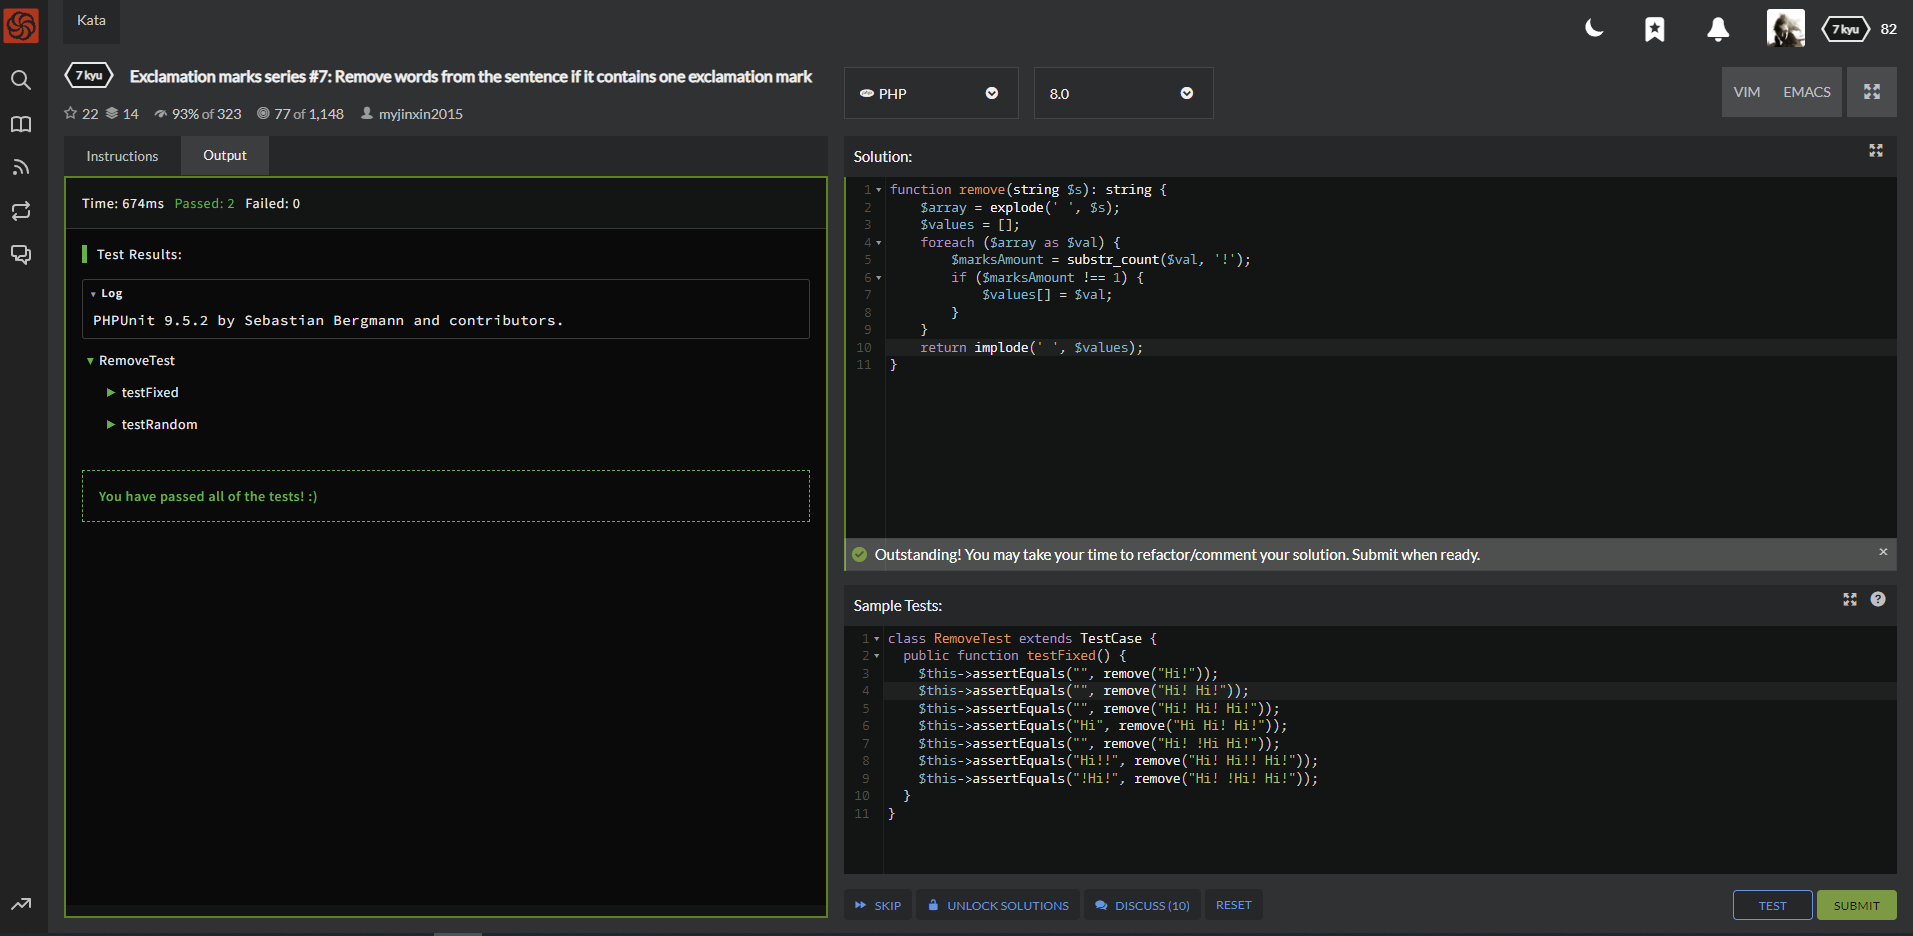 Kata
7 kyu
82
7 kyu
Exclamation marks series #7: Remove words from the sentence if it contains one exclamation mark
22
14
93% of 323
77 of 1,148
myjinxin2015
PHP
8.0
VIM
EMACS
Instructions
Output
Time: 674ms Passed: 2 Failed: 0
Test Results:
Log
PHPUnit 9.5.2 by Sebastian Bergmann and contributors.
RemoveTest
testFixed
testRandom
You have passed all of the tests! :)
Solution:
1 function remove(string $s): string {
2 $array = explode(' ', $s);
3 $values = [];
4 foreach ($array as $val) {
5 $marksAmount = substr_count($val, '!');
6 if ($marksAmount !== 1) {
7 $values[] = $val;
8 }
9 }
10 return implode(' ', $values);
11 }
Outstanding! You may take your time to refactor/comment your solution. Submit when ready.
Sample Tests:
1 class RemoveTest extends TestCase {
2 public function testFixed() {
3 $this->assertEquals("", remove("Hi!"));
4 $this->assertEquals("", remove("Hi! Hi!"));
5 $this->assertEquals("", remove("Hi! Hi! Hi!"));
6 $this->assertEquals("Hi", remove("Hi Hi! Hi!"));
7 $this->assertEquals("", remove("Hi! !Hi Hi!"));
8 $this->assertEquals("Hi!!", remove("Hi! Hi!! Hi!"));
9 $this->assertEquals("!Hi!", remove("Hi! !Hi! Hi!"));
10 }
11 }
SKIP
UNLOCK SOLUTIONS
DISCUSS (10)
RESET
TEST
SUBMIT